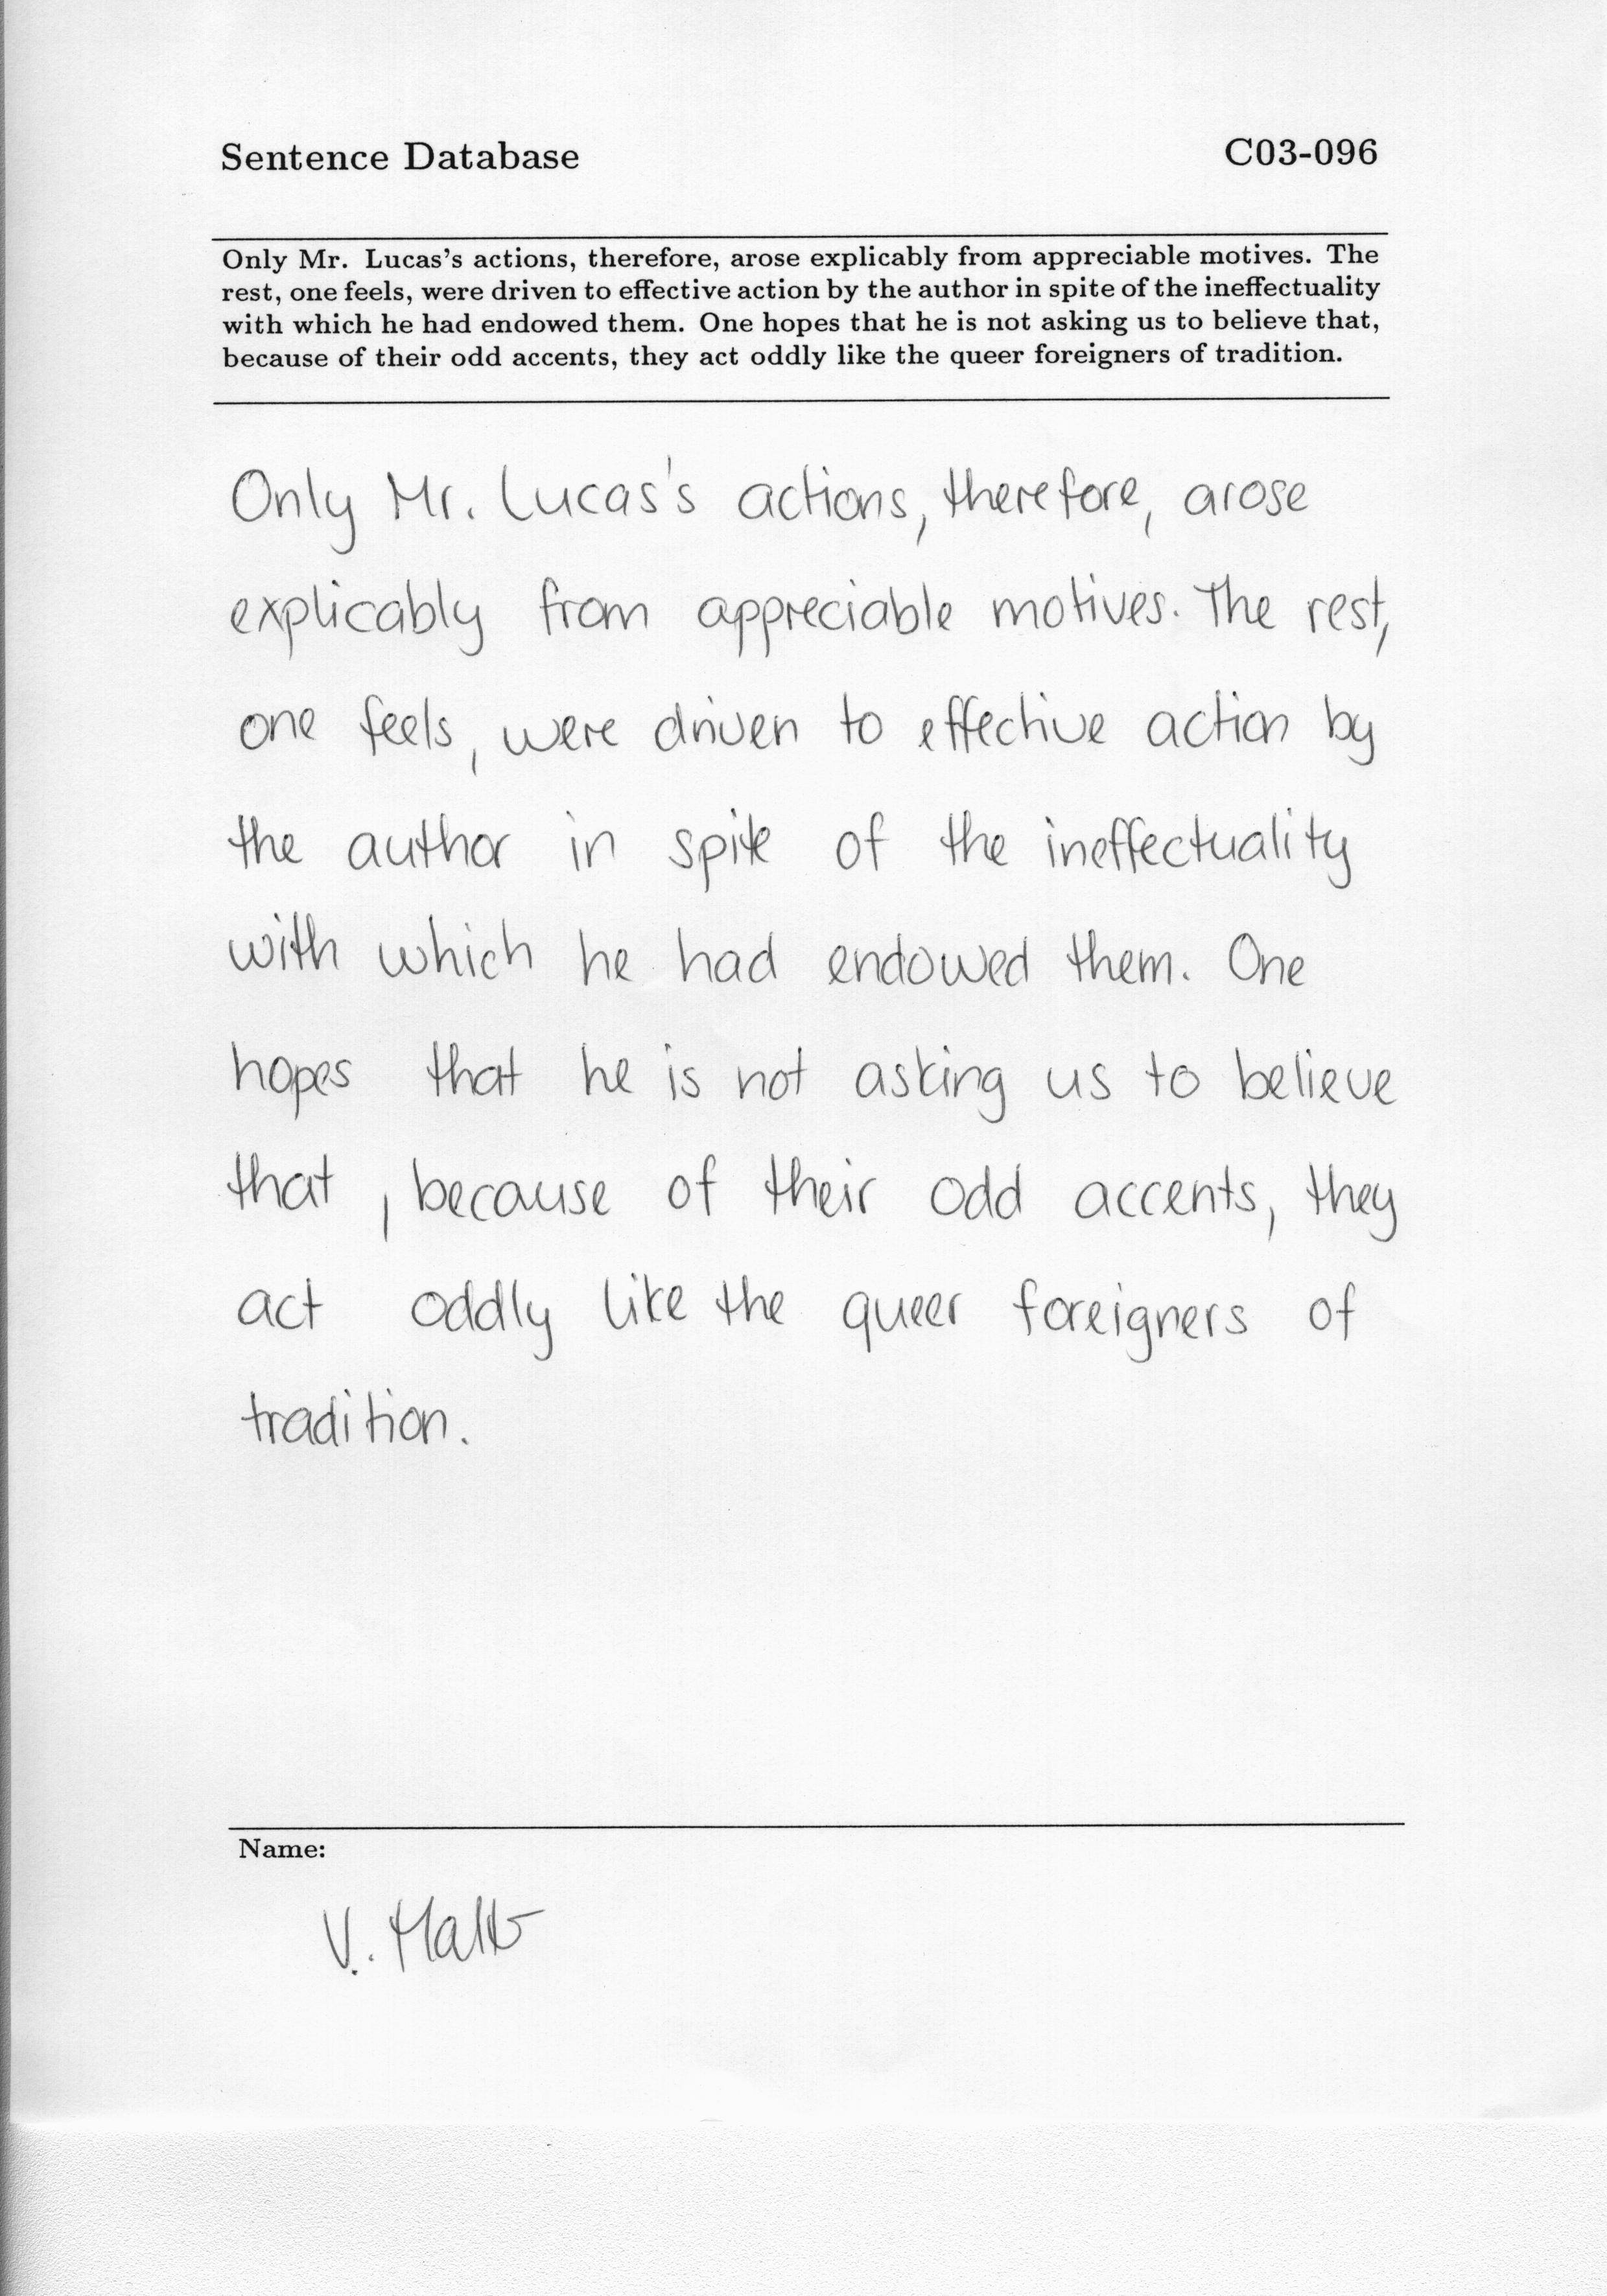 Sentence Database C03-096
Only Mr. Lucas's actions, therefore, arose explicably from appreciable motives. The
rest, one feels, were driven to effective action by the author in spite of the ineffectuality
with which he had endowed them. One hopes that he is not asking us to believe that,
because of their odd accents, they act oddly like the queer foreigners of tradition.
Only Mr. Lucas's actions, therefore, arose
explicably from appreciable motives. The rest,
one feels, were driven to effective action by
the author in spite of the ineffectuality
with which he had endowed them. One
hopes that he is not asking us to believe
that, because of their odd accents, they
act oddly like the queer foreigners of
tradition.
Name:
V.